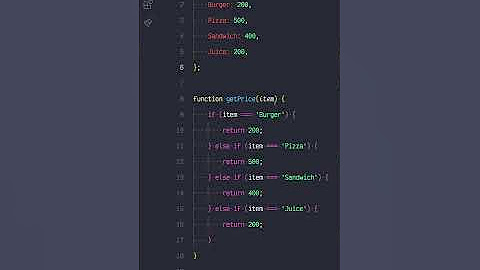 2 Burger: 200,
3 Pizza: 500,
4 Sandwich: 400,
5 Juice: 200,
6 };
7
8 function getPrice(item) {
9 if (item === 'Burger') {
10 return 200;
11 } else if (item === 'Pizza') {
12 return 500;
13 } else if (item === 'Sandwich') {
14 return 400;
15 } else if (item === 'Juice') {
16 return 200;
17 }
18 }